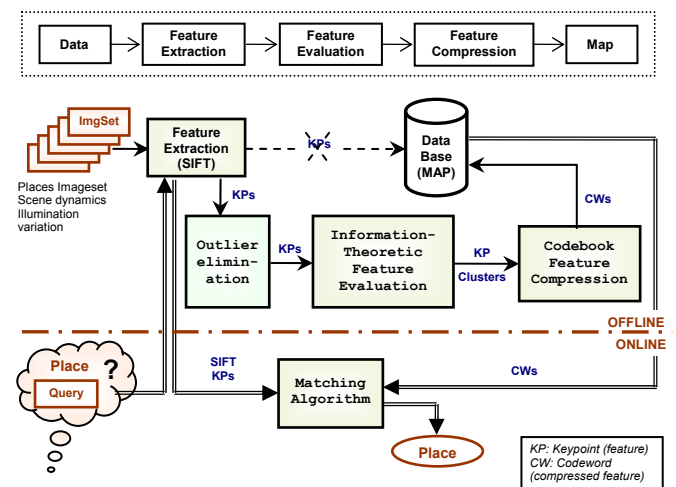 Data
Feature
Extraction
Feature
Evaluation
Feature
Compression
Map
ImgSet
Places Imageset
Scene dynamics
Illumination
variation
Feature
Extraction
(SIFT)
KPs
Data
Base
(MAP)
KPs
CWs
Outlier
elimin-
ation
KPs
Information-
Theoretic
Feature
Evaluation
KP
Clusters
Codebook
Feature
Compression
OFFLINE
ONLINE
Place
?
Query
SIFT
KPs
Matching
Algorithm
CWs
Place
KP: Keypoint (feature)
CW: Codeword
(compressed feature)